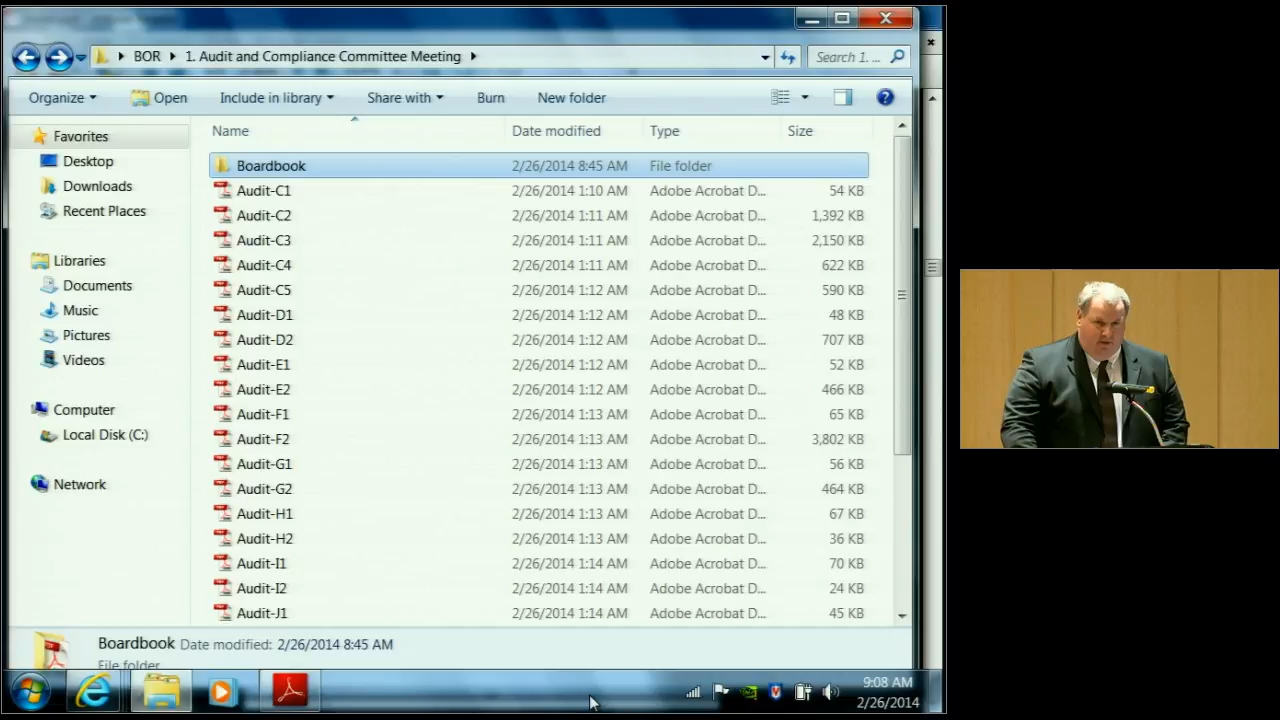 BOR 1. Audit and Compliance Committee Meeting Search 1. ...
Organize Open Include in library Share with Burn New folder
Name Date modified Type Size
Favorites
Desktop
Downloads
Recent Places
Libraries
Documents
Music
Pictures
Videos
Computer
Local Disk (C:)
Network
Boardbook 2/26/2014 8:45 AM File folder
Audit-C1 2/26/2014 1:10 AM Adobe Acrobat D... 54 KB
Audit-C2 2/26/2014 1:11 AM Adobe Acrobat D... 1,392 KB
Audit-C3 2/26/2014 1:11 AM Adobe Acrobat D... 2,150 KB
Audit-C4 2/26/2014 1:11 AM Adobe Acrobat D... 622 KB
Audit-C5 2/26/2014 1:12 AM Adobe Acrobat D... 590 KB
Audit-D1 2/26/2014 1:12 AM Adobe Acrobat D... 48 KB
Audit-D2 2/26/2014 1:12 AM Adobe Acrobat D... 707 KB
Audit-E1 2/26/2014 1:12 AM Adobe Acrobat D... 52 KB
Audit-E2 2/26/2014 1:12 AM Adobe Acrobat D... 466 KB
Audit-F1 2/26/2014 1:13 AM Adobe Acrobat D... 65 KB
Audit-F2 2/26/2014 1:13 AM Adobe Acrobat D... 3,802 KB
Audit-G1 2/26/2014 1:13 AM Adobe Acrobat D... 56 KB
Audit-G2 2/26/2014 1:13 AM Adobe Acrobat D... 464 KB
Audit-H1 2/26/2014 1:13 AM Adobe Acrobat D... 67 KB
Audit-H2 2/26/2014 1:13 AM Adobe Acrobat D... 36 KB
Audit-I1 2/26/2014 1:14 AM Adobe Acrobat D... 70 KB
Audit-I2 2/26/2014 1:14 AM Adobe Acrobat D... 24 KB
Audit-J1 2/26/2014 1:14 AM Adobe Acrobat D... 45 KB
Boardbook Date modified: 2/26/2014 8:45 AM
File folder
9:08 AM
2/26/2014